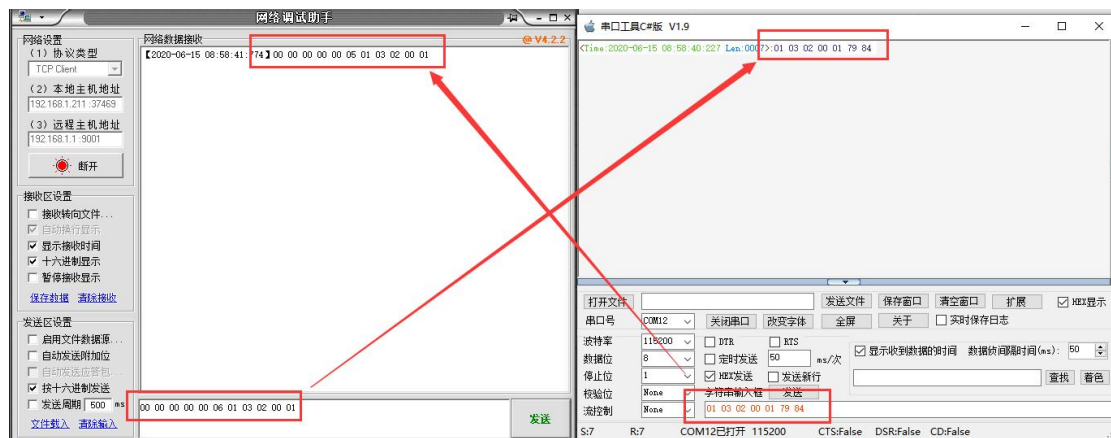 网络调试助手
网络设置
(1) 协议类型
TCP Client
(2) 本地主机地址
192.168.1.211 :37469
(3) 远程主机地址
192.168.1.1 :9001
断开
接收区设置
接收转向文件...
自动换行显示
显示接收时间
十六进制显示
暂停接收显示
保存数据 清除接收
发送区设置
启用文件数据源...
自动发送附加位
自动发送应答包...
按十六进制发送
发送周期 500 ms
文件载入 清除输入
网络数据接收
@ V4.2.2
【2020-06-15 08:58:41:774】00 00 00 00 00 05 01 03 02 00 01
00 00 00 00 00 06 01 03 02 00 01
发送
串口工具C#版 V1.9
<Time:2020-06-15 08:58:40:227 Len:0007>:01 03 02 00 01 79 84
打开文件 发送文件 保存窗口 清空窗口 扩展 HEX显示
串口号 COM12 关闭串口 改变字体 全屏 关于 实时保存日志
波特率 115200 DTR RTS
显示收到数据的时间 数据侦间隔时间(ms): 50
数据位 8 定时发送 50 ms/次
停止位 1 HEX发送 发送新行
查找 着色
校验位 None 字符串输入框 发送
流控制 None 01 03 02 00 01 79 84
S:7 R:7 COM12已打开 115200 CTS:False DSR:False CD:False